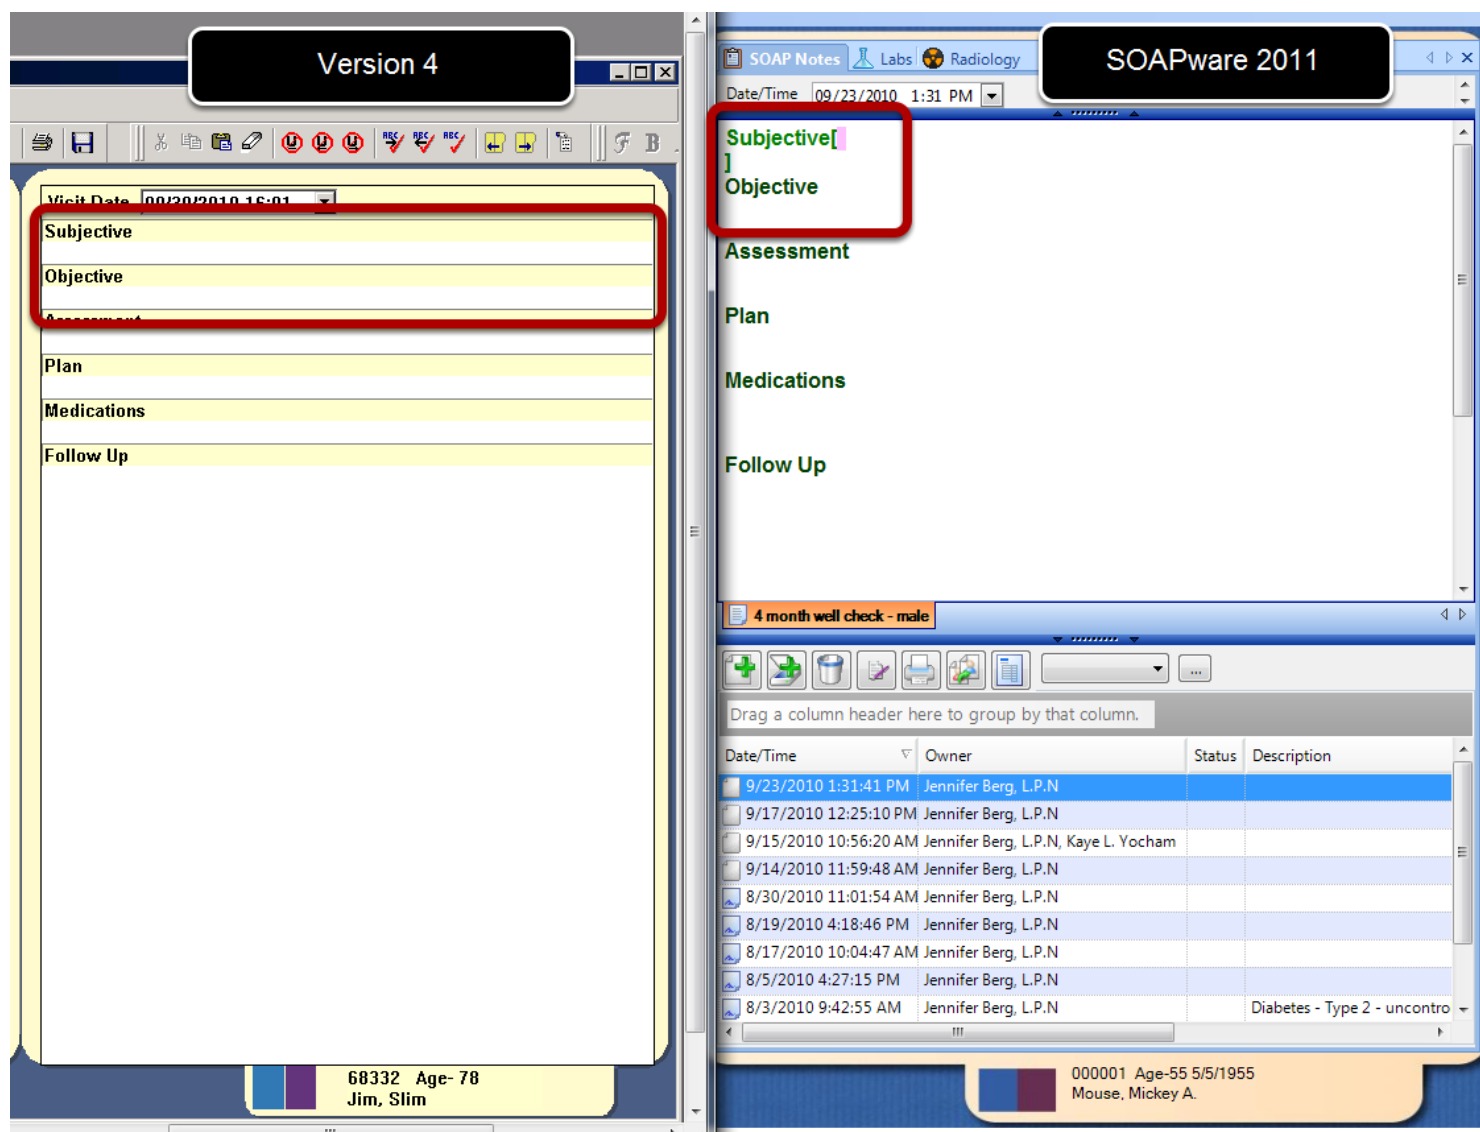 Version 4
Visit Date 09/30/2010 16:01
Subjective
Objective
Assessment
Plan
Medications
Follow Up
68332 Age- 78
Jim, Slim
SOAPware 2011
SOAP Notes Labs Radiology
Date/Time 09/23/2010 1:31 PM
Subjective[
]
Objective
Assessment
Plan
Medications
Follow Up
4 month well check - male
...
Drag a column header here to group by that column.
Date/Time Owner Status Description
9/23/2010 1:31:41 PM Jennifer Berg, L.P.N
9/17/2010 12:25:10 PM Jennifer Berg, L.P.N
9/15/2010 10:56:20 AM Jennifer Berg, L.P.N, Kaye L. Yocham
9/14/2010 11:59:48 AM Jennifer Berg, L.P.N
8/30/2010 11:01:54 AM Jennifer Berg, L.P.N
8/19/2010 4:18:46 PM Jennifer Berg, L.P.N
8/17/2010 10:04:47 AM Jennifer Berg, L.P.N
8/5/2010 4:27:15 PM Jennifer Berg, L.P.N
8/3/2010 9:42:55 AM Jennifer Berg, L.P.N Diabetes - Type 2 - uncontro
000001 Age-55 5/5/1955
Mouse, Mickey A.